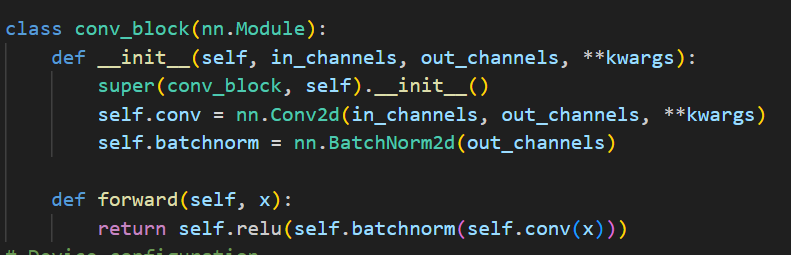 class conv_block(nn.Module):
    def __init__(self, in_channels, out_channels, **kwargs):
        super(conv_block, self).__init__()
        self.conv = nn.Conv2d(in_channels, out_channels, **kwargs)
        self.batchnorm = nn.BatchNorm2d(out_channels)
    def forward(self, x):
        return self.relu(self.batchnorm(self.conv(x)))
# Device configuration